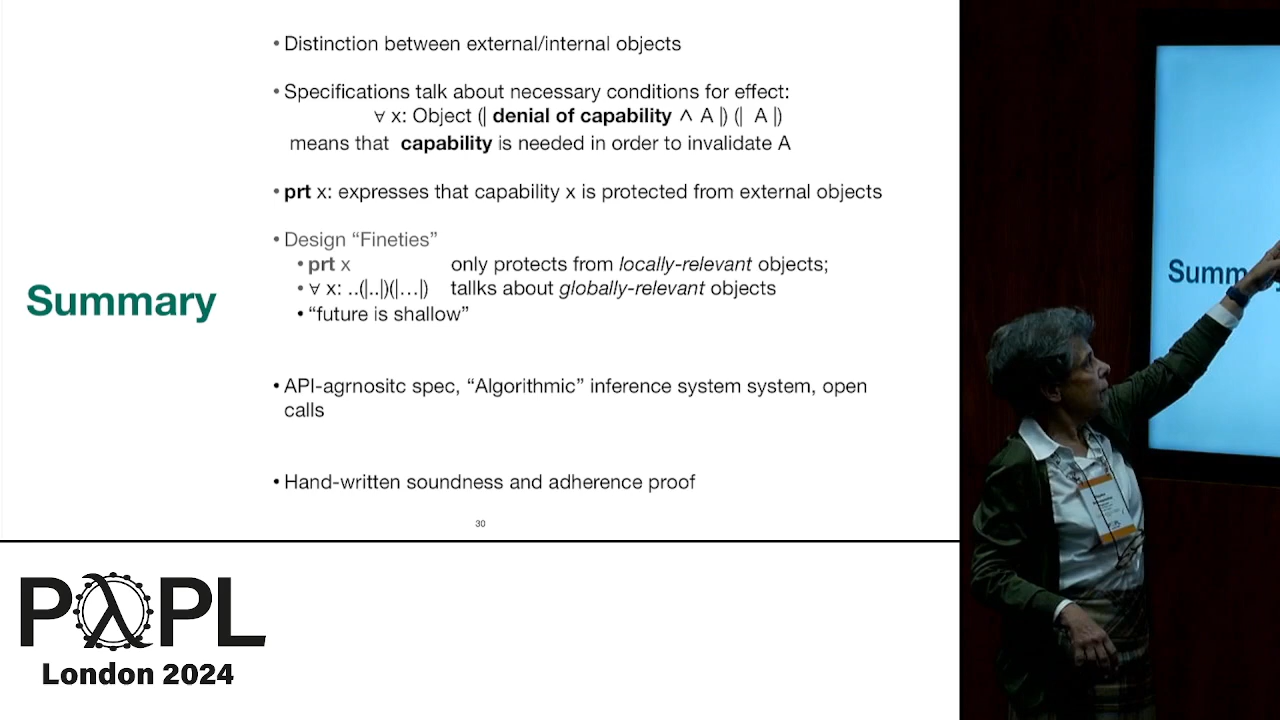 Summary
• Distinction between external/internal objects
• Specifications talk about necessary conditions for effect:
∀ x: Object (| denial of capability ∧ A |) (| A |)
means that capability is needed in order to invalidate A
• prt x: expresses that capability x is protected from external objects
• Design “Fineties”
• prt x only protects from locally-relevant objects;
• ∀ x: ..(|..|)(|…|) tallks about globally-relevant objects
• “future is shallow”
• API-agrnositc spec, “Algorithmic” inference system system, open
calls
• Hand-written soundness and adherence proof
30
PλPL
London 2024
Summ